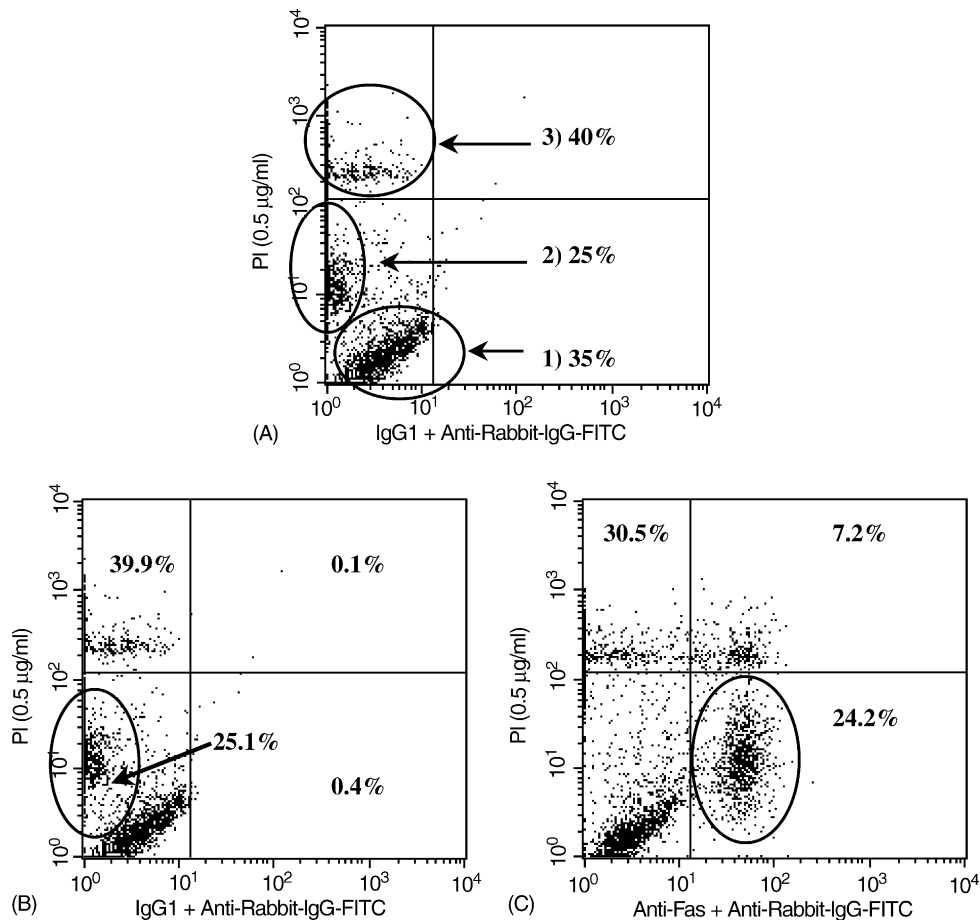 10⁴
10³
10²
10¹
10⁰
PI (0.5 µg/ml)
3) 40%
2) 25%
1) 35%
10⁰ 10¹ 10² 10³ 10⁴
(A) IgG1 + Anti-Rabbit-IgG-FITC
10⁴
10³
10²
10¹
10⁰
PI (0.5 µg/ml)
39.9% 0.1%
25.1%
0.4%
10⁰ 10¹ 10² 10³ 10⁴
(B) IgG1 + Anti-Rabbit-IgG-FITC
10⁴
10³
10²
10¹
10⁰
PI (0.5 µg/ml)
30.5% 7.2%
24.2%
10⁰ 10¹ 10² 10³ 10⁴
(C) Anti-Fas + Anti-Rabbit-IgG-FITC